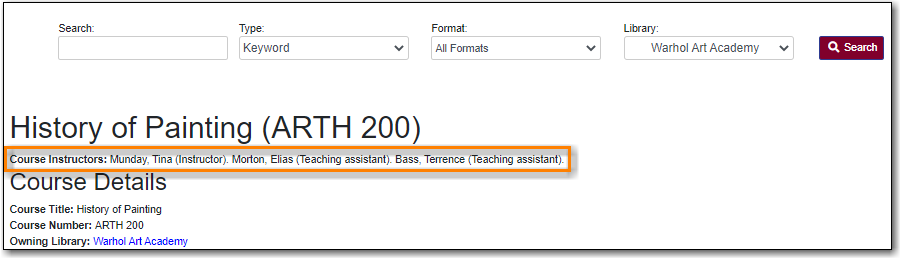 Search: Type: Format: Library:
Keyword All Formats Warhol Art Academy Search
History of Painting (ARTH 200)
Course Instructors: Munday, Tina (Instructor). Morton, Elias (Teaching assistant). Bass, Terrence (Teaching assistant).
Course Details
Course Title: History of Painting
Course Number: ARTH 200
Owning Library: Warhol Art Academy